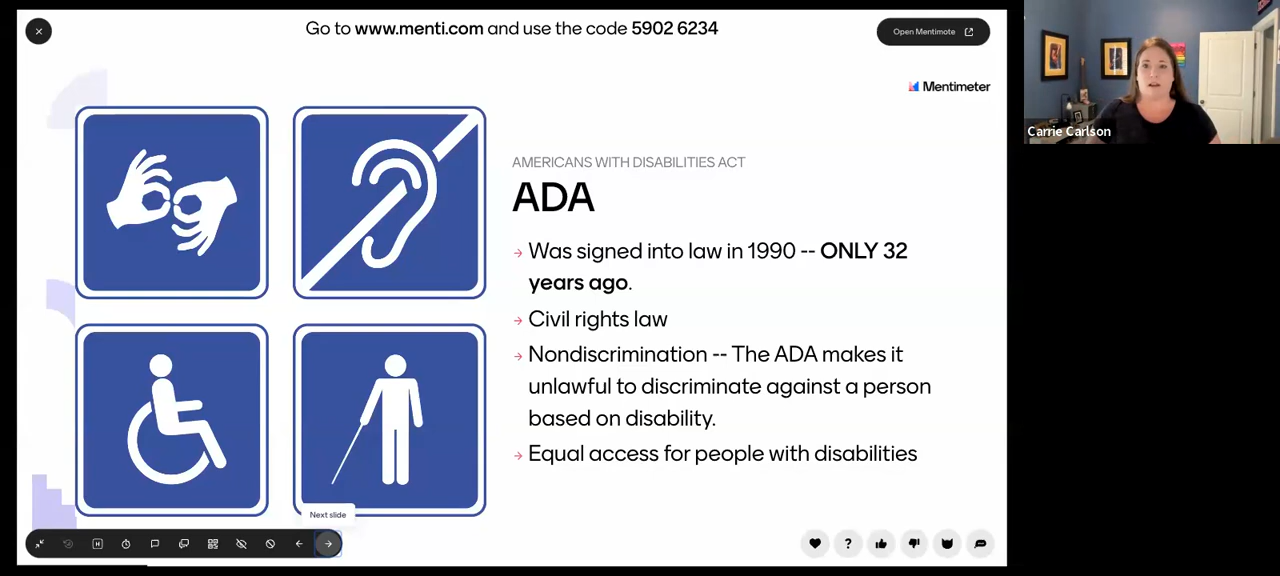 Go to www.menti.com and use the code 5902 6234
Open Mentimote
Mentimeter
Carrie Carlson
AMERICANS WITH DISABILITIES ACT
ADA
→ Was signed into law in 1990 -- ONLY 32
years ago.
→ Civil rights law
→ Nondiscrimination -- The ADA makes it
unlawful to discriminate against a person
based on disability.
→ Equal access for people with disabilities
Next slide
H
?